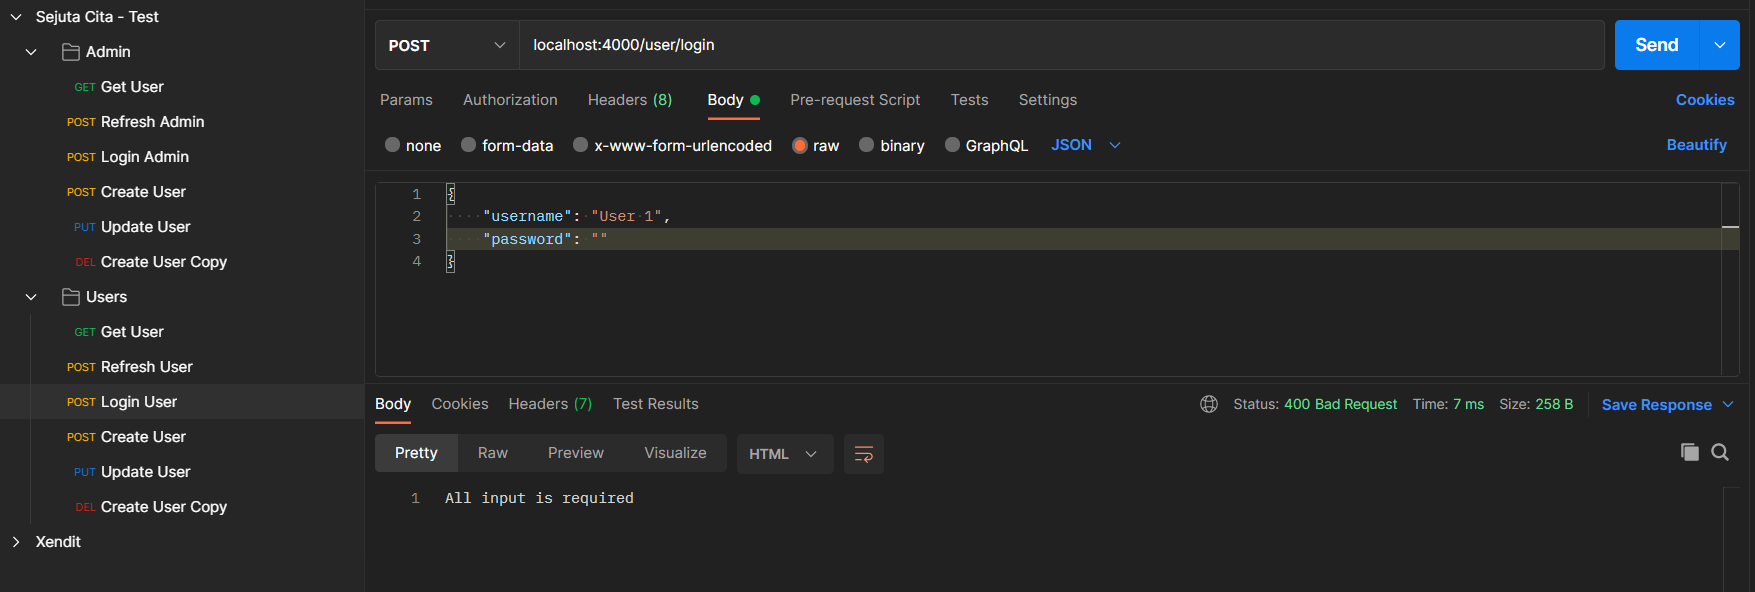 Sejuta Cita - Test
Admin
GET Get User
POST Refresh Admin
POST Login Admin
POST Create User
PUT Update User
DEL Create User Copy
Users
GET Get User
POST Refresh User
POST Login User
POST Create User
PUT Update User
DEL Create User Copy
Xendit
POST localhost:4000/user/login Send
Params Authorization Headers (8) Body Pre-request Script Tests Settings Cookies
none form-data x-www-form-urlencoded raw binary GraphQL JSON Beautify
1 {
2 "username": "User 1",
3 "password": ""
4 }
Body Cookies Headers (7) Test Results Status: 400 Bad Request Time: 7 ms Size: 258 B Save Response
Pretty Raw Preview Visualize HTML
1 All input is required